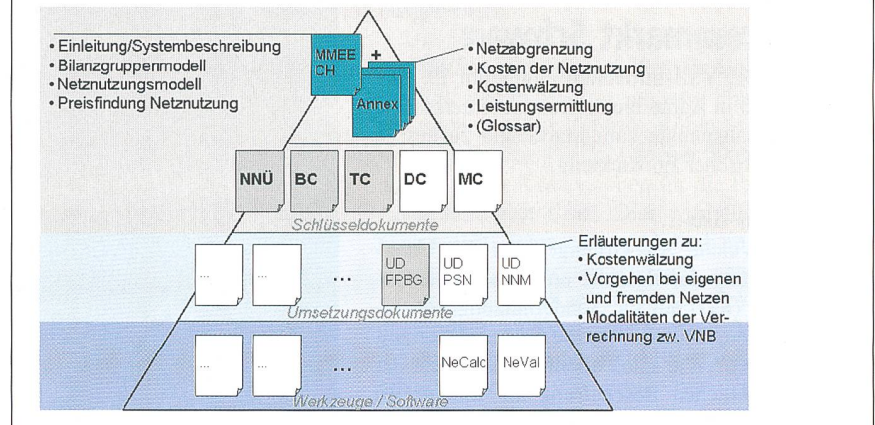 • Einleitung/Systembeschreibung
• Bilanzgruppenmodell
• Netznutzungsmodell
• Preisfindung Netznutzung
MMEE
CH
+
Annex
• Netzabgrenzung
• Kosten der Netznutzung
• Kostenwälzung
• Leistungsermittlung
• (Glossar)
NNÜ BC TC DC MC
Schlüsseldokumente
... ... ... UD FPBG UD PSN UD NNM
Umsetzungsdokumente
Erläuterungen zu:
• Kostenwälzung
• Vorgehen bei eigenen
und fremden Netzen
• Modalitäten der Ver-
rechnung zw. VNB
... ... ... NeCalc NeVal
Werkzeuge / Software